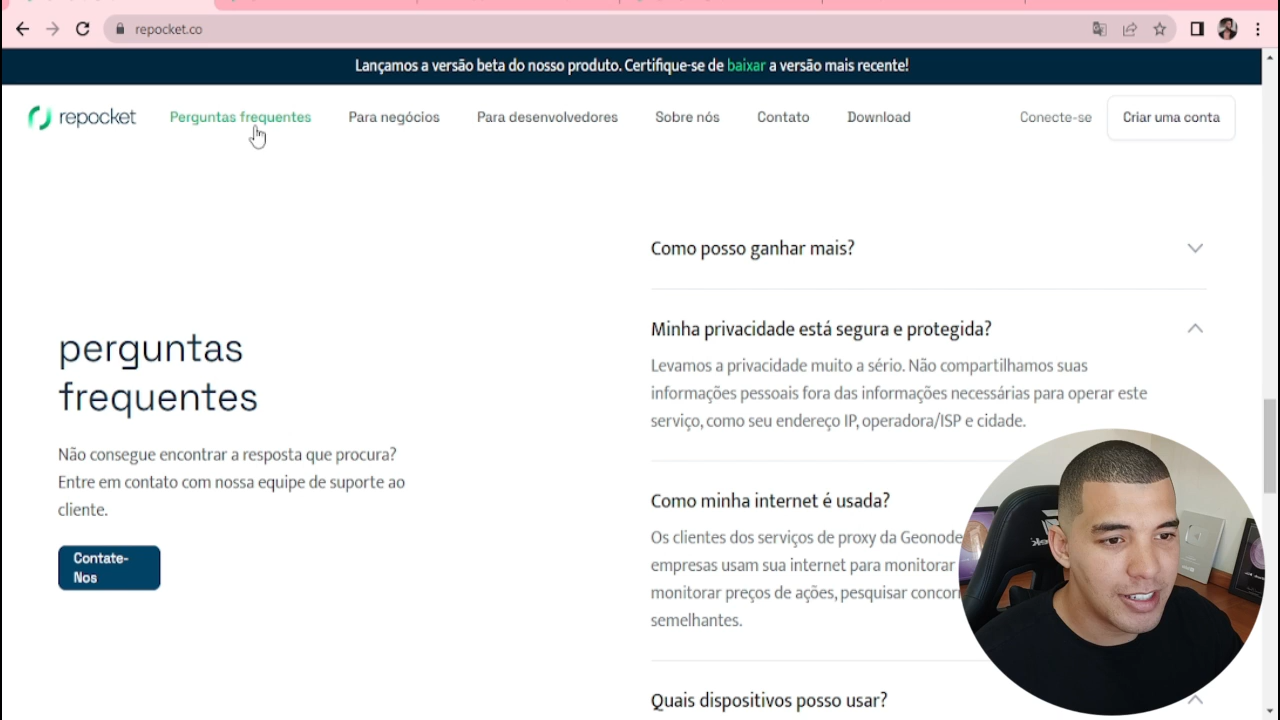 repocket.co
Lançamos a versão beta do nosso produto. Certifique-se de baixar a versão mais recente!
repocket
Perguntas frequentes
Para negócios
Para desenvolvedores
Sobre nós
Contato
Download
Conecte-se
Criar uma conta
perguntas
frequentes
Não consegue encontrar a resposta que procura?
Entre em contato com nossa equipe de suporte ao
cliente.
Contate-
Nos
Como posso ganhar mais?
Minha privacidade está segura e protegida?
Levamos a privacidade muito a sério. Não compartilhamos suas
informações pessoais fora das informações necessárias para operar este
serviço, como seu endereço IP, operadora/ISP e cidade.
Como minha internet é usada?
Os clientes dos serviços de proxy da Geonode
empresas usam sua internet para monitorar
monitorar preços de ações, pesquisar concor
semelhantes.
Quais dispositivos posso usar?